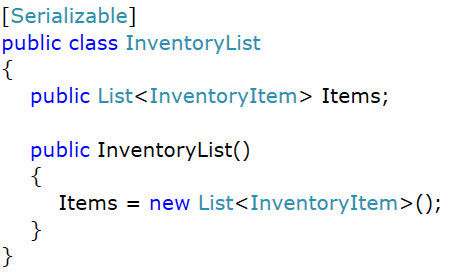 [Serializable]
public class InventoryList
{
public List<InventoryItem> Items;
public InventoryList()
{
Items = new List<InventoryItem>();
}
}